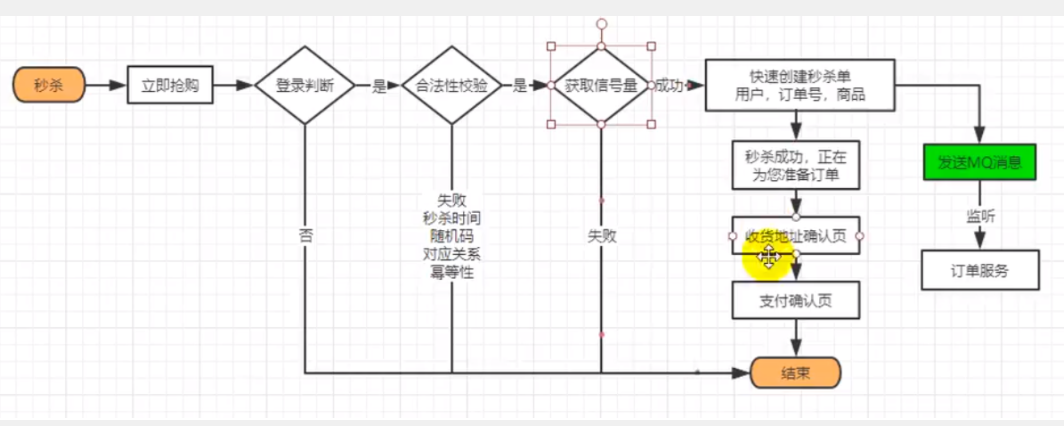 秒杀
立即抢购
登录判断
是
合法性校验
是
获取信号量
成功
快速创建秒杀单
用户，订单号，商品
秒杀成功，正在
为您准备订单
发送MQ消息
失败
秒杀时间
随机码
对应关系
幂等性
否
失败
收货地址确认页
监听
订单服务
支付确认页
结束